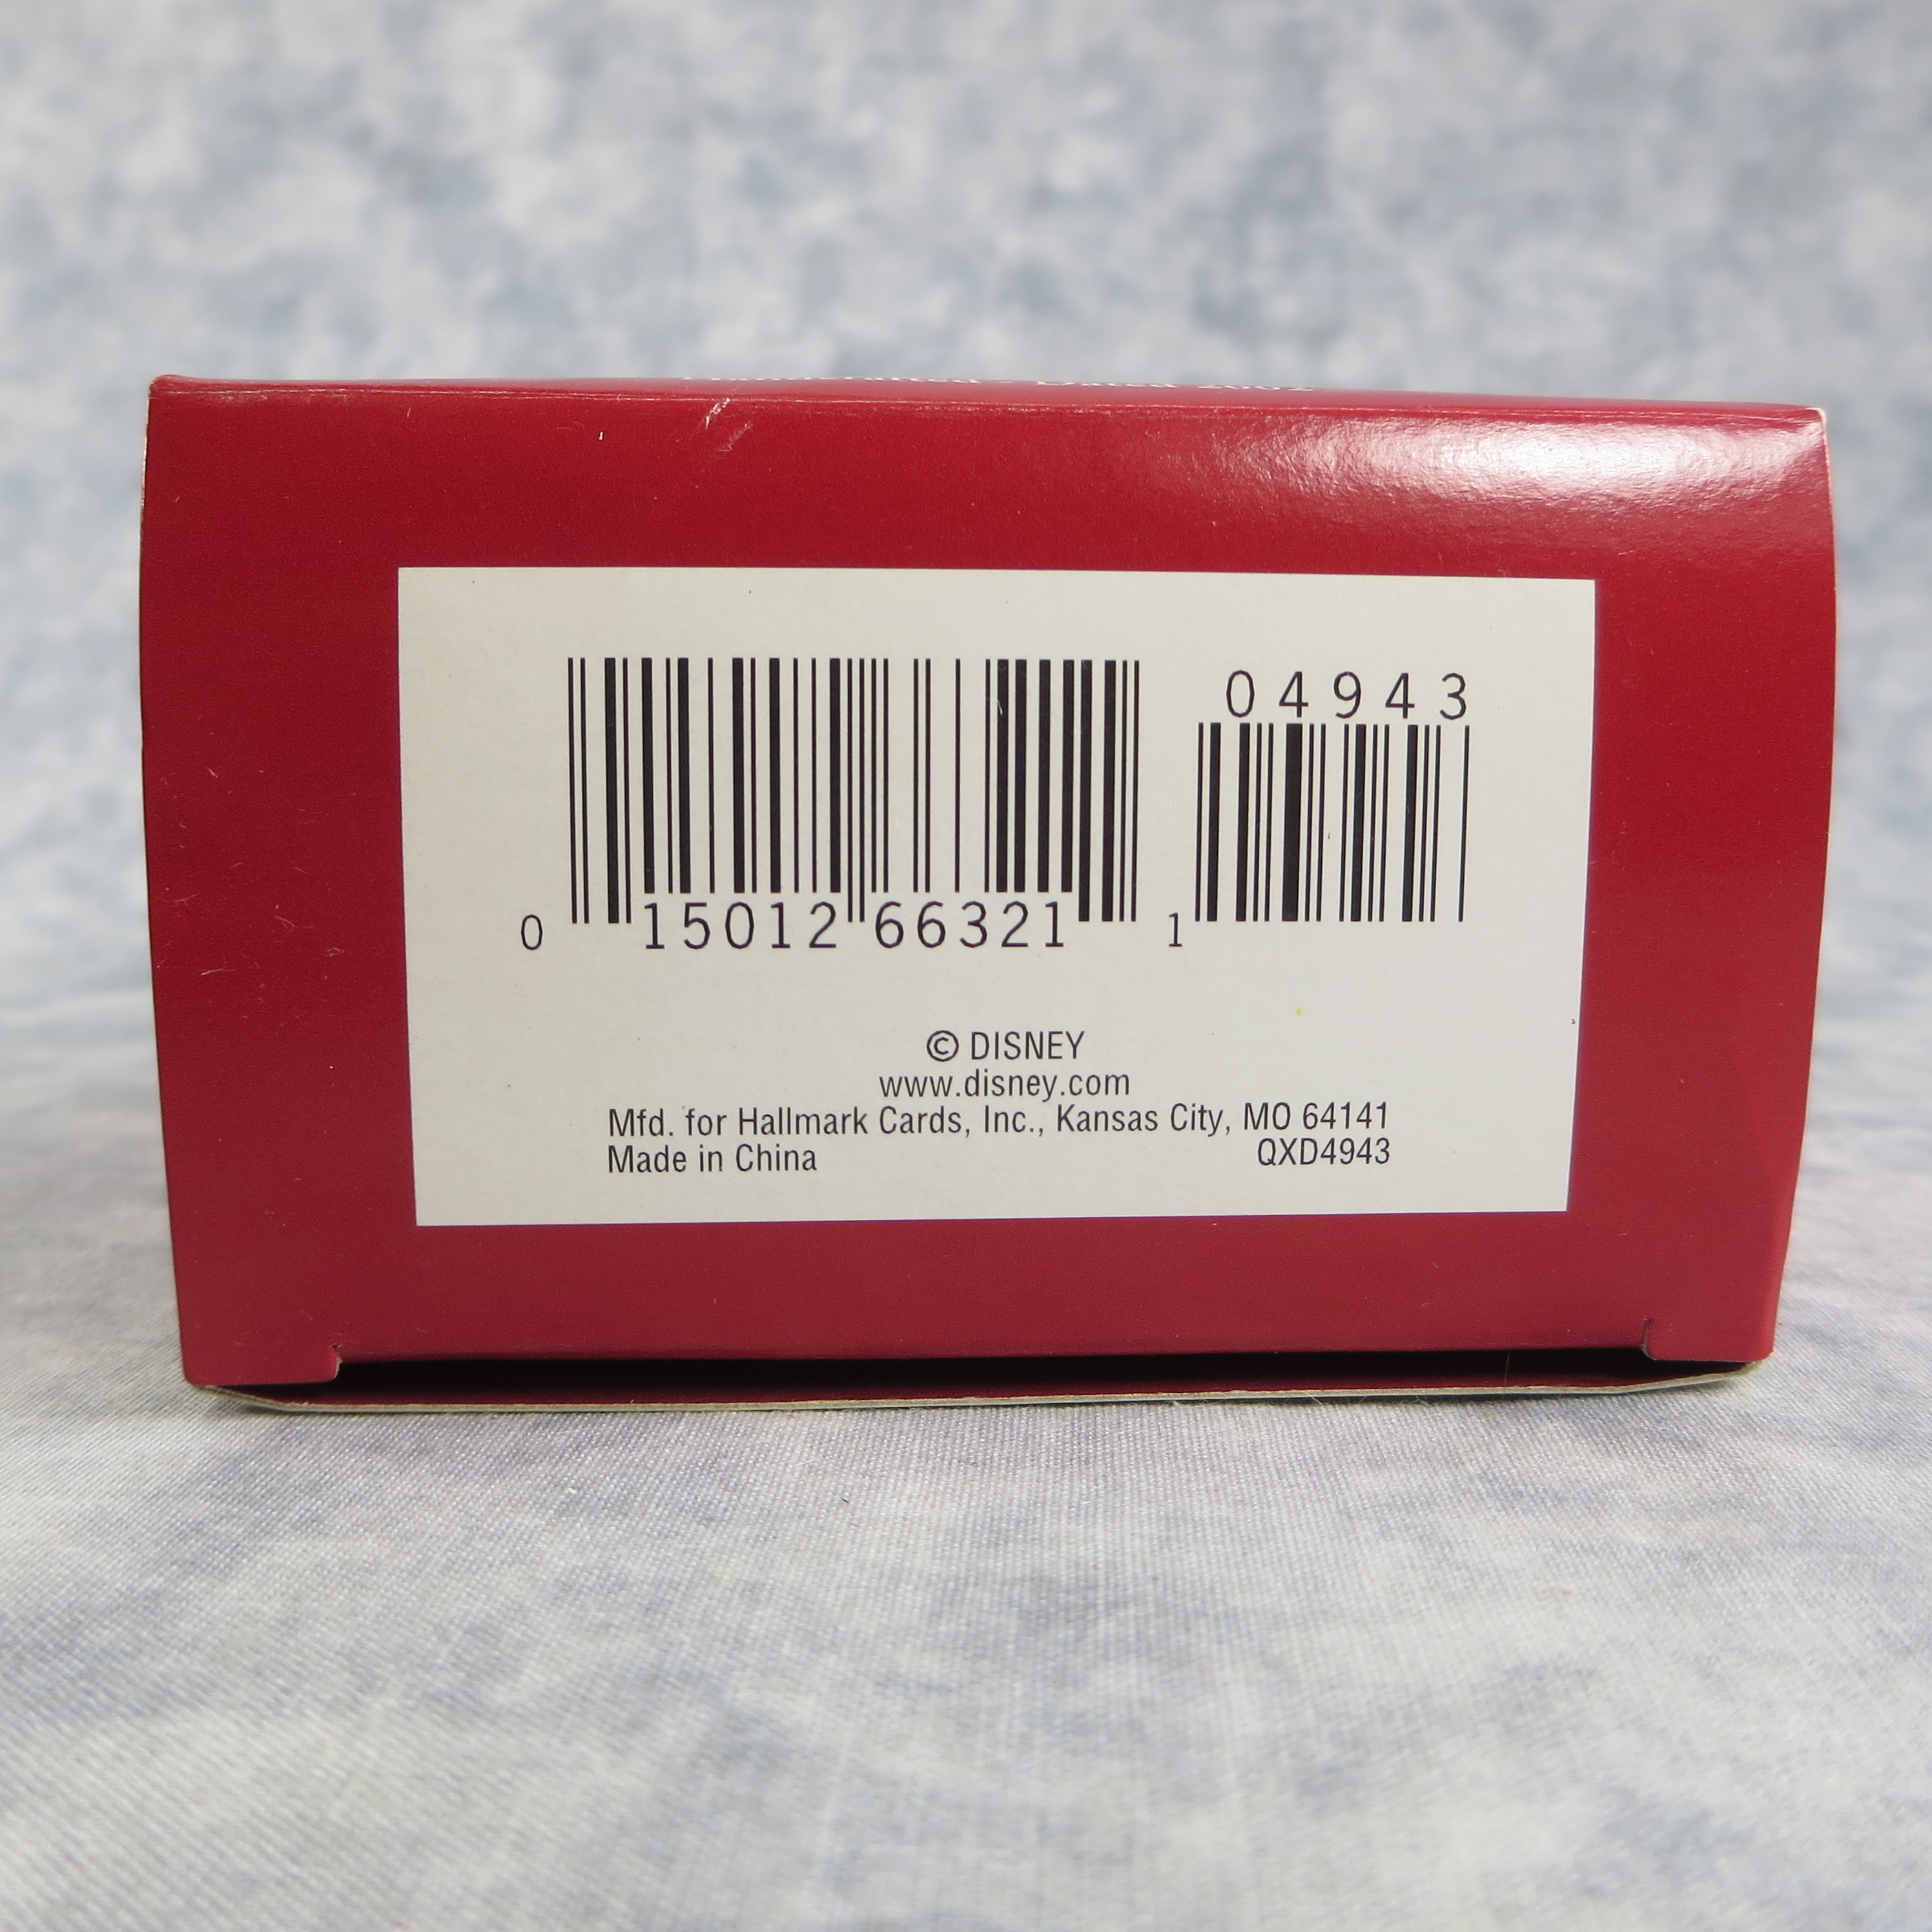 04943
0 15012 66321 1
© DISNEY
www.disney.com
Mfd. for Hallmark Cards, Inc., Kansas City, MO 64141
Made in China QXD4943